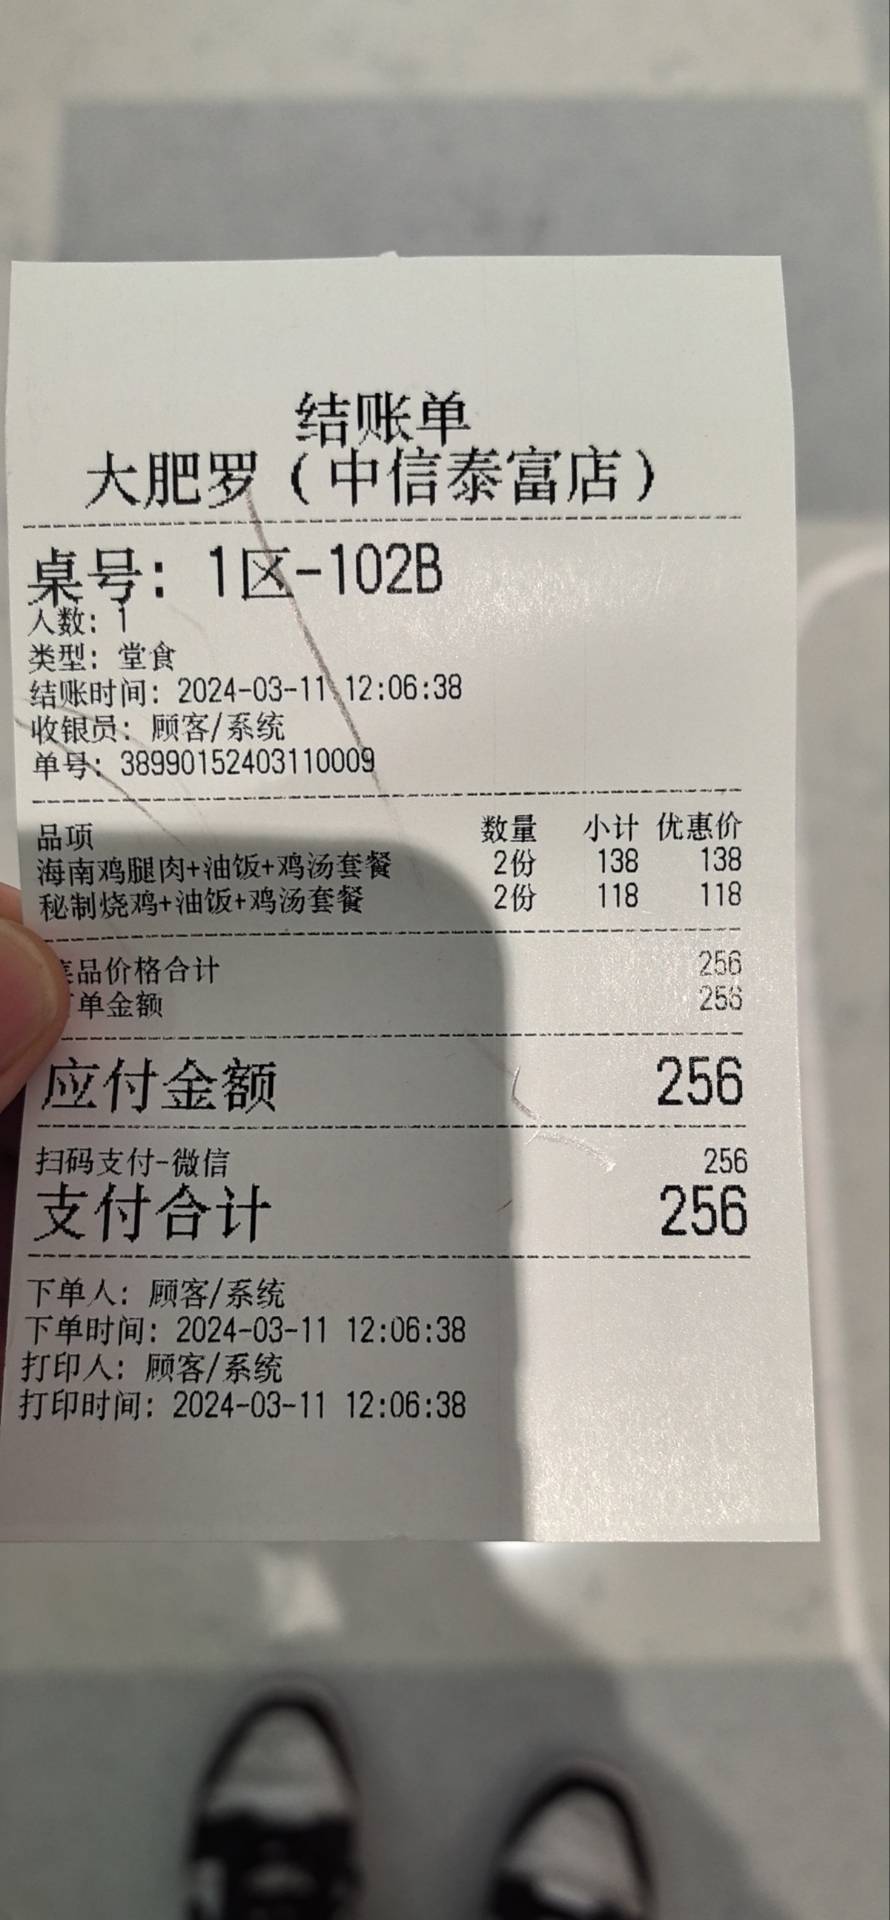 结账单
大肥罗（中信泰富店）
桌号：1区-102B
人数：1
类型：堂食
结账时间：2024-03-11 12:06:38
收银员：顾客/系统
单号：38990152403110009
品项 数量 小计 优惠价
海南鸡腿肉+油饭+鸡汤套餐 2份 138 138
秘制烧鸡+油饭+鸡汤套餐 2份 118 118
品价格合计 256
单金额 256
应付金额 256
扫码支付-微信 256
支付合计 256
下单人：顾客/系统
下单时间：2024-03-11 12:06:38
打印人：顾客/系统
打印时间：2024-03-11 12:06:38